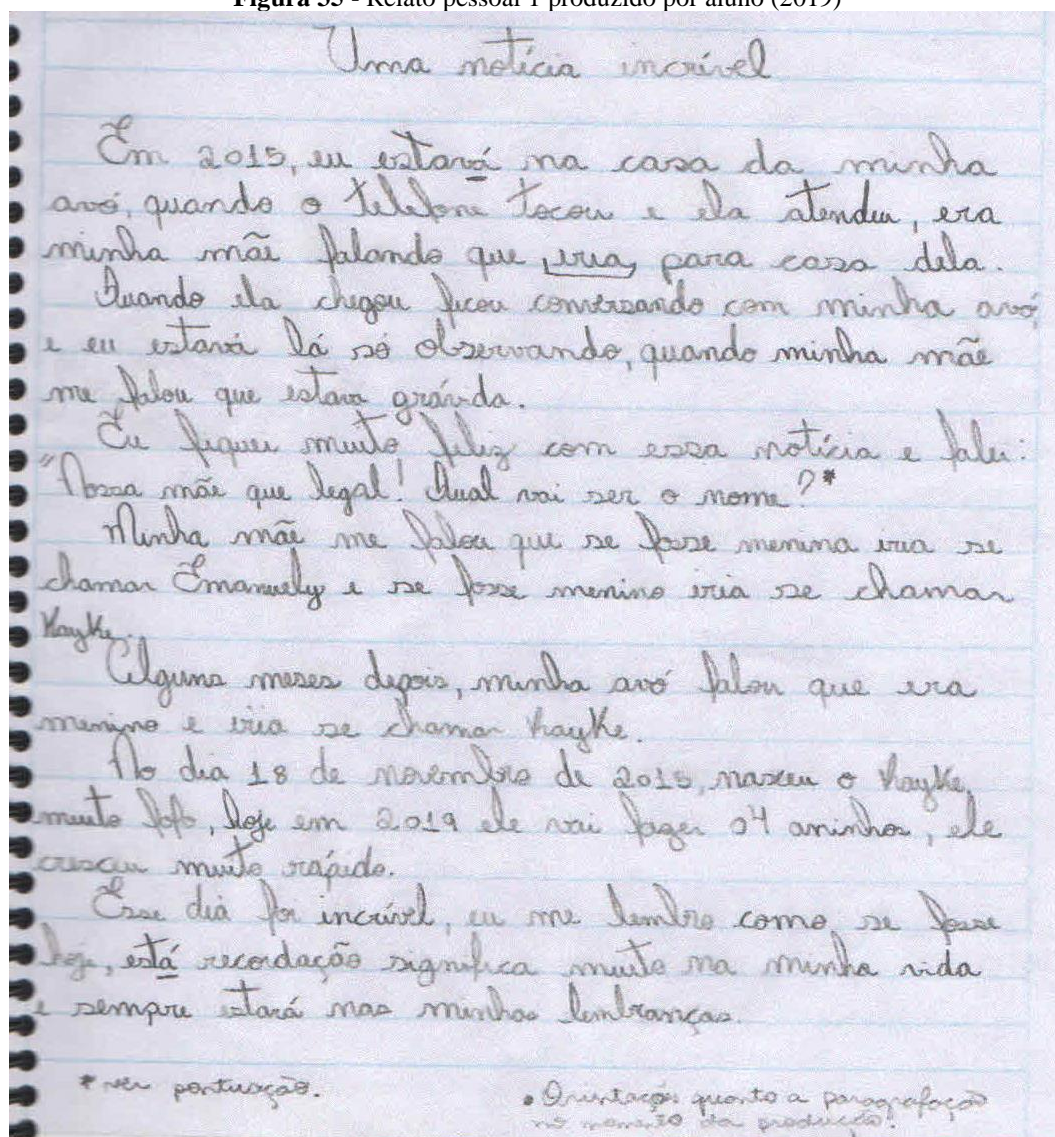 Figura 35 - Relato pessoal 1 produzido por aluno (2019)
Uma notícia incrível
Em 2015, eu estavá na casa da minha
avó, quando o telefone tocou e ela atendeu, era
minha mãe falando que iria, para casa dela.
Quando ela chegou ficou conversando com minha avó
e eu estavá lá só observando, quando minha mãe
me falou que estava grávida.
Eu fiquei muito feliz com essa notícia e falei:
"Nossa mãe que legal! Qual vai ser o nome?*
Minha mãe me falou que se fosse menina iria se
chamar Emanuely e se fosse menino iria se chamar
Kayke.
Alguns meses depois, minha avó falou que era
menino e iria se chamar Kayke.
No dia 18 de novembro de 2015, nasceu o Kayke,
muito fofo, hoje em 2019 ele vai fazer 04 aninhos, ele
cresceu muito rápido.
Esse dia foi incrível, eu me lembro como se fosse
hoje, está recordação significa muito na minha vida
e sempre estará nas minhas lembranças.
* ver pontuação.
• Orientações quanto a paragrafação
no momento da produção!